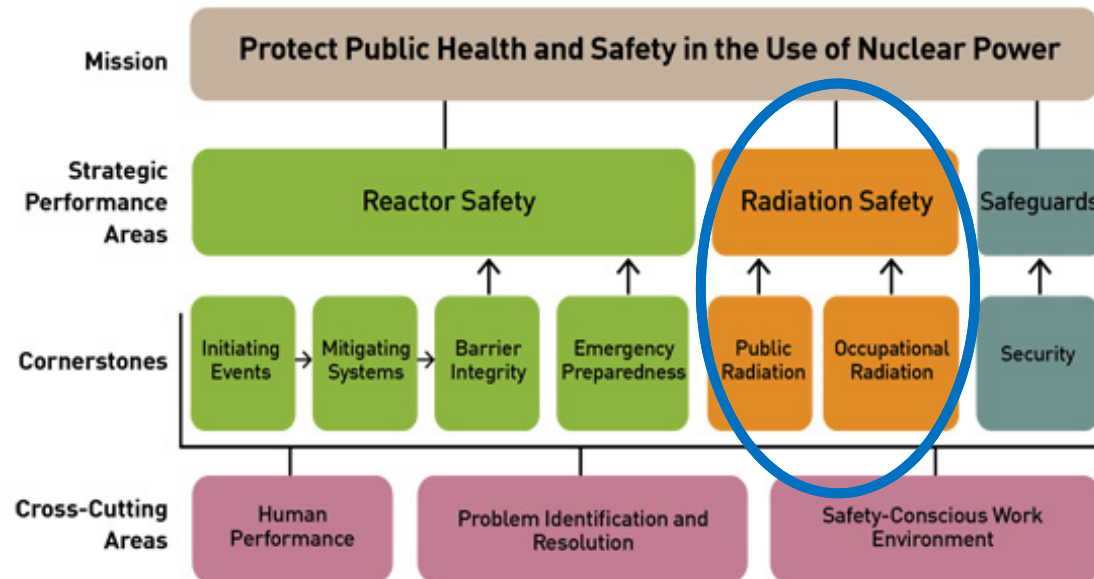 Mission
Protect Public Health and Safety in the Use of Nuclear Power
Strategic
Performance
Areas
Reactor Safety
Radiation Safety
Safeguards
Cornerstones
Initiating
Events
Mitigating
Systems
Barrier
Integrity
Emergency
Preparedness
Public
Radiation
Occupational
Radiation
Security
Cross-Cutting
Areas
Human
Performance
Problem Identification and
Resolution
Safety-Conscious Work
Environment